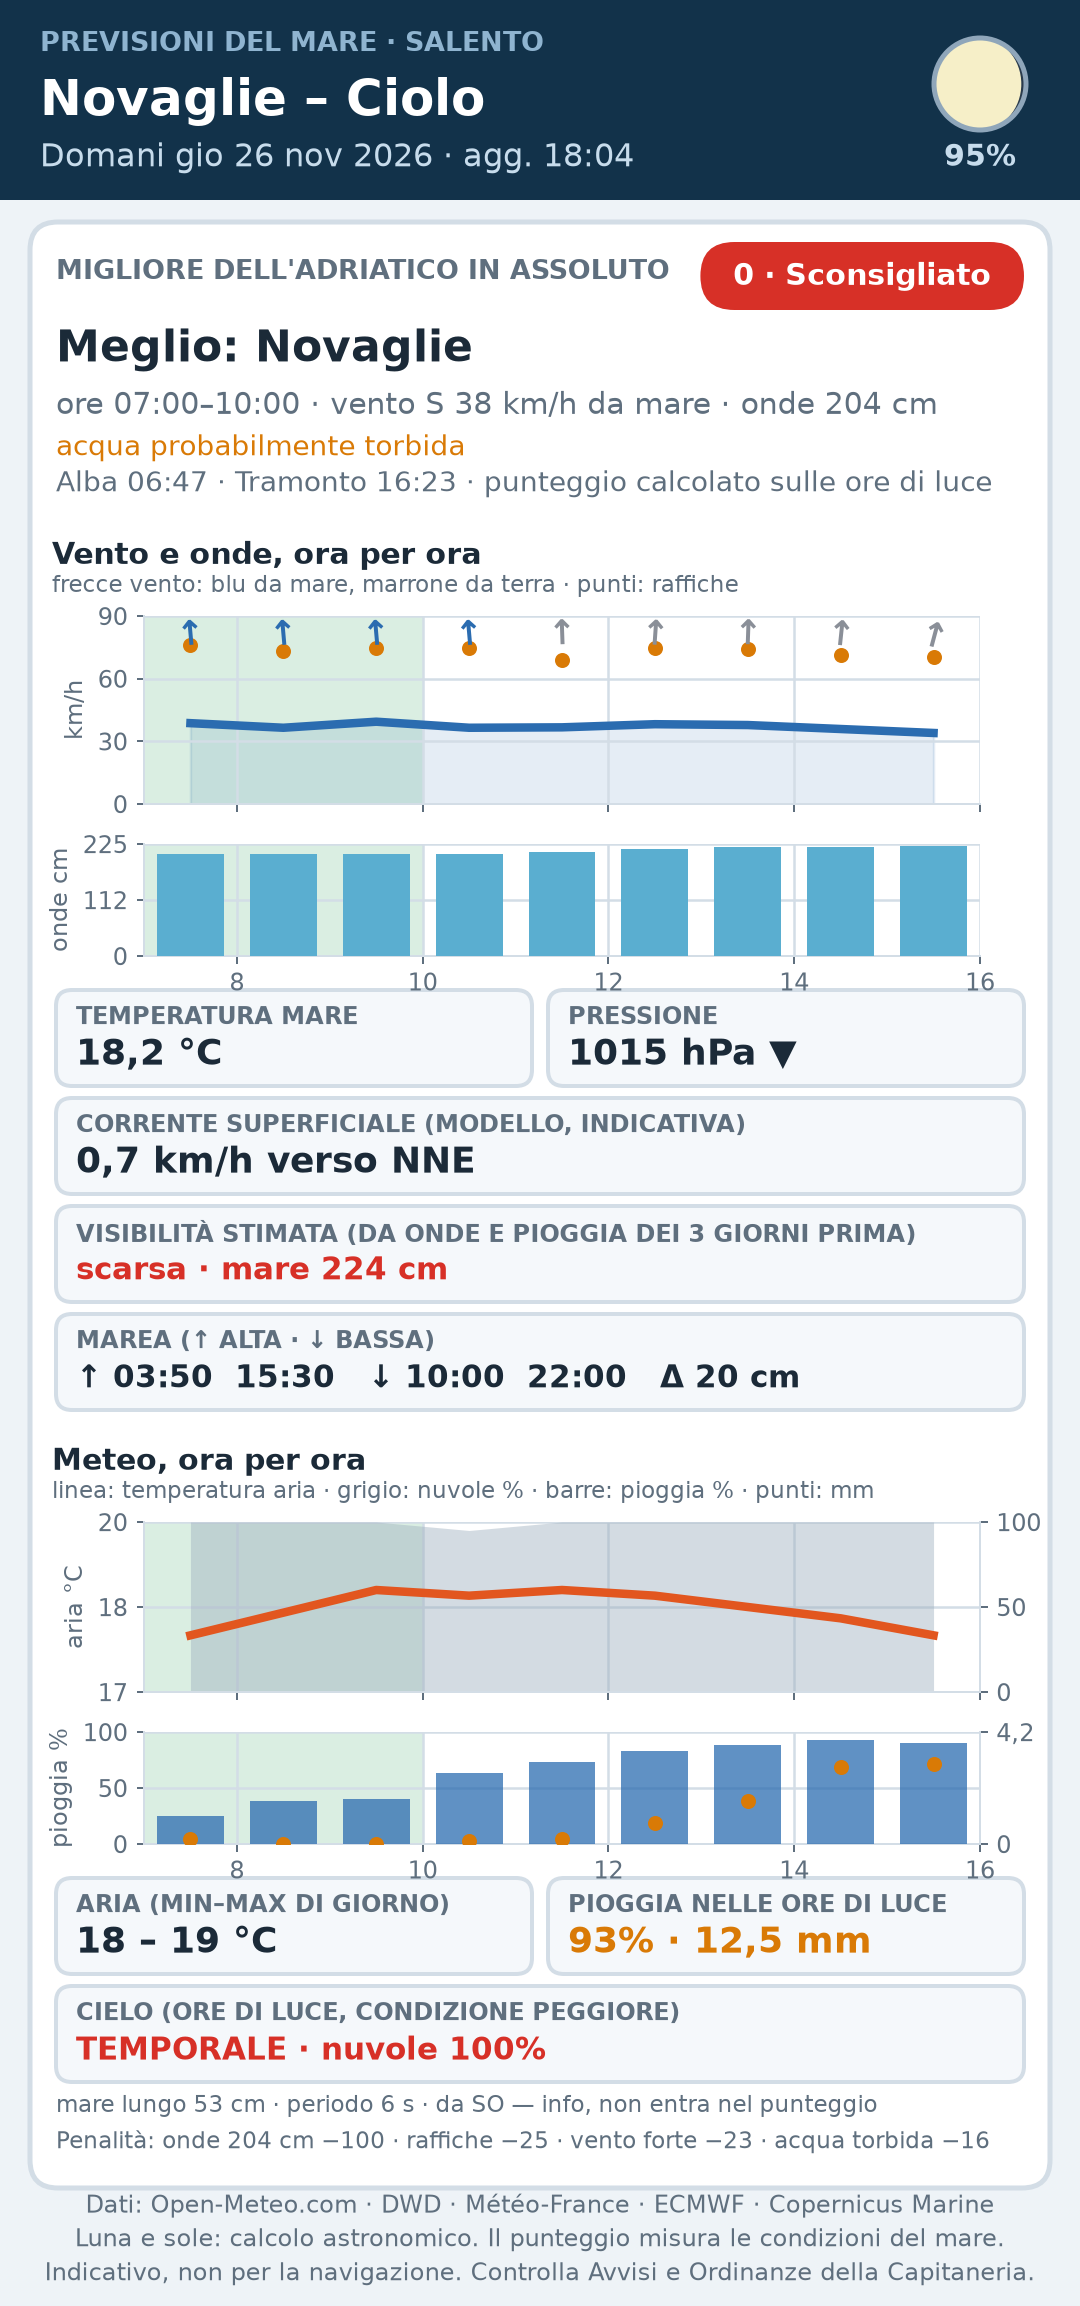 PREVISIONI DEL MARE · SALENTO
Novaglie – Ciolo
Domani gio 26 nov 2026 · agg. 18:04
95%
MIGLIORE DELL'ADRIATICO IN ASSOLUTO
0 · Sconsigliato
Meglio: Novaglie
ore 07:00–10:00 · vento S 38 km/h da mare · onde 204 cm
acqua probabilmente torbida
Alba 06:47 · Tramonto 16:23 · punteggio calcolato sulle ore di luce
Vento e onde, ora per ora
frecce vento: blu da mare, marrone da terra · punti: raffiche
90
60
30
0
km/h
225
112
0
onde cm
8 10 12 14 16
TEMPERATURA MARE
18,2 °C
PRESSIONE
1015 hPa ▼
CORRENTE SUPERFICIALE (MODELLO, INDICATIVA)
0,7 km/h verso NNE
VISIBILITÀ STIMATA (DA ONDE E PIOGGIA DEI 3 GIORNI PRIMA)
scarsa · mare 224 cm
MAREA (↑ ALTA · ↓ BASSA)
↑ 03:50 15:30 ↓ 10:00 22:00 Δ 20 cm
Meteo, ora per ora
linea: temperatura aria · grigio: nuvole % · barre: pioggia % · punti: mm
20
18
17
aria °C
100
50
0
100
50
0
pioggia %
4,2
0
8 10 12 14 16
ARIA (MIN–MAX DI GIORNO)
18 – 19 °C
PIOGGIA NELLE ORE DI LUCE
93% · 12,5 mm
CIELO (ORE DI LUCE, CONDIZIONE PEGGIORE)
TEMPORALE · nuvole 100%
mare lungo 53 cm · periodo 6 s · da SO — info, non entra nel punteggio
Penalità: onde 204 cm −100 · raffiche −25 · vento forte −23 · acqua torbida −16
Dati: Open-Meteo.com · DWD · Météo-France · ECMWF · Copernicus Marine
Luna e sole: calcolo astronomico. Il punteggio misura le condizioni del mare.
Indicativo, non per la navigazione. Controlla Avvisi e Ordinanze della Capitaneria.